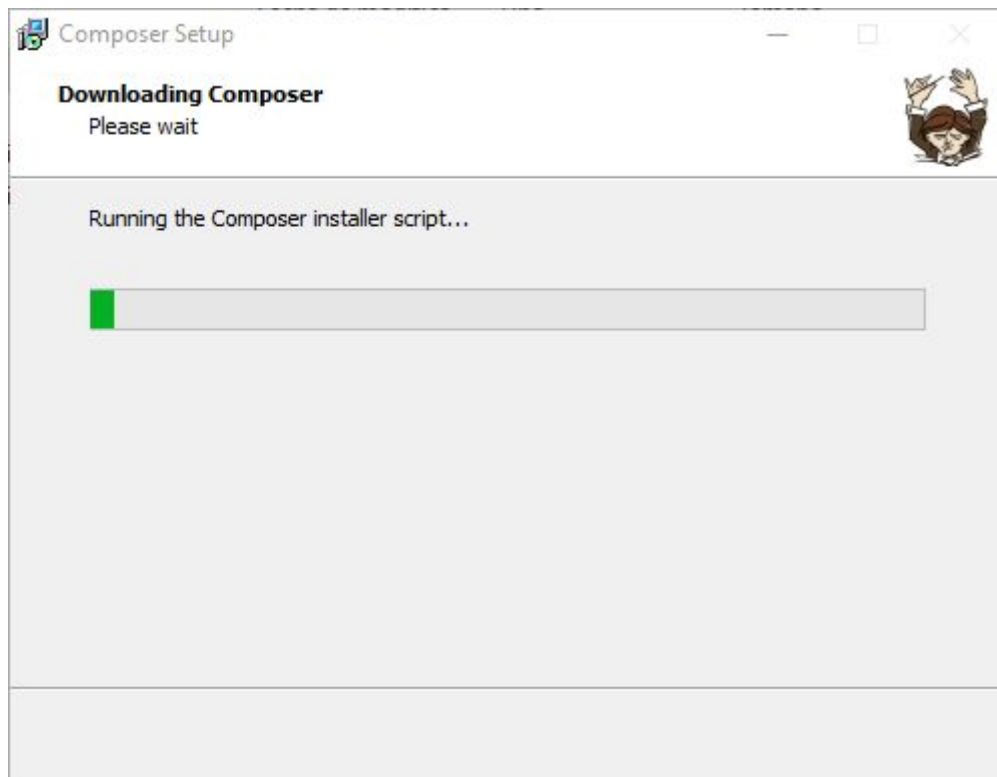 Composer Setup
Downloading Composer
Please wait
Running the Composer installer script...